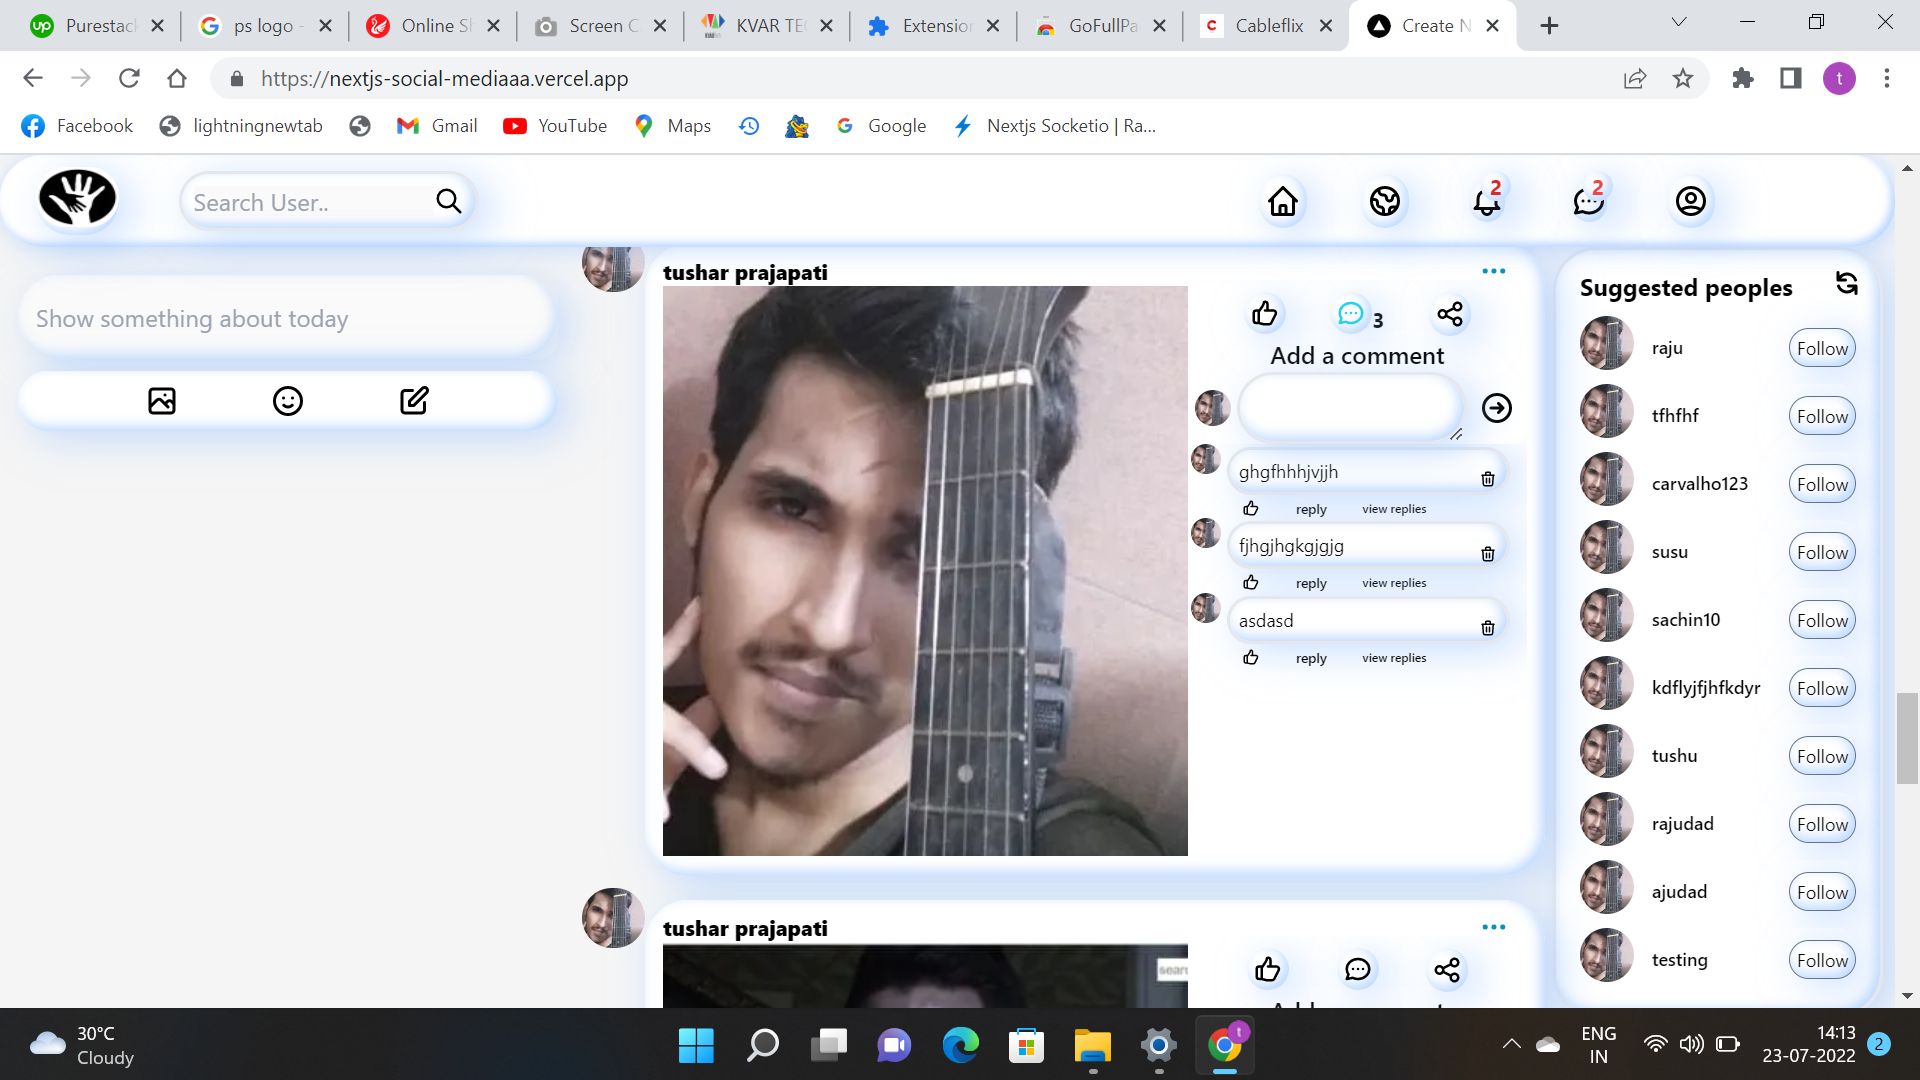 up Puresta
ps logo -
Online S
Screen C
KVAR TE
Extension
GoFullPa
C Cableflix
Create N
https://nextjs-social-mediaaa.vercel.app
t
Facebook
lightningnewtab
Gmail
YouTube
Maps
Google
Nextjs Socketio | Ra...
Search User..
2
2
Show something about today
tushar prajapati
3
Add a comment
ghgfhhhjvjjh
reply view replies
fjhgjhgkgjgjg
reply view replies
asdasd
reply view replies
tushar prajapati
Suggested peoples
raju Follow
tfhfhf Follow
carvalho123 Follow
susu Follow
sachin10 Follow
kdflyjfjhfkdyr Follow
tushu Follow
rajudad Follow
ajudad Follow
testing Follow
30°C
Cloudy
t
ENG
IN
14:13
23-07-2022
2